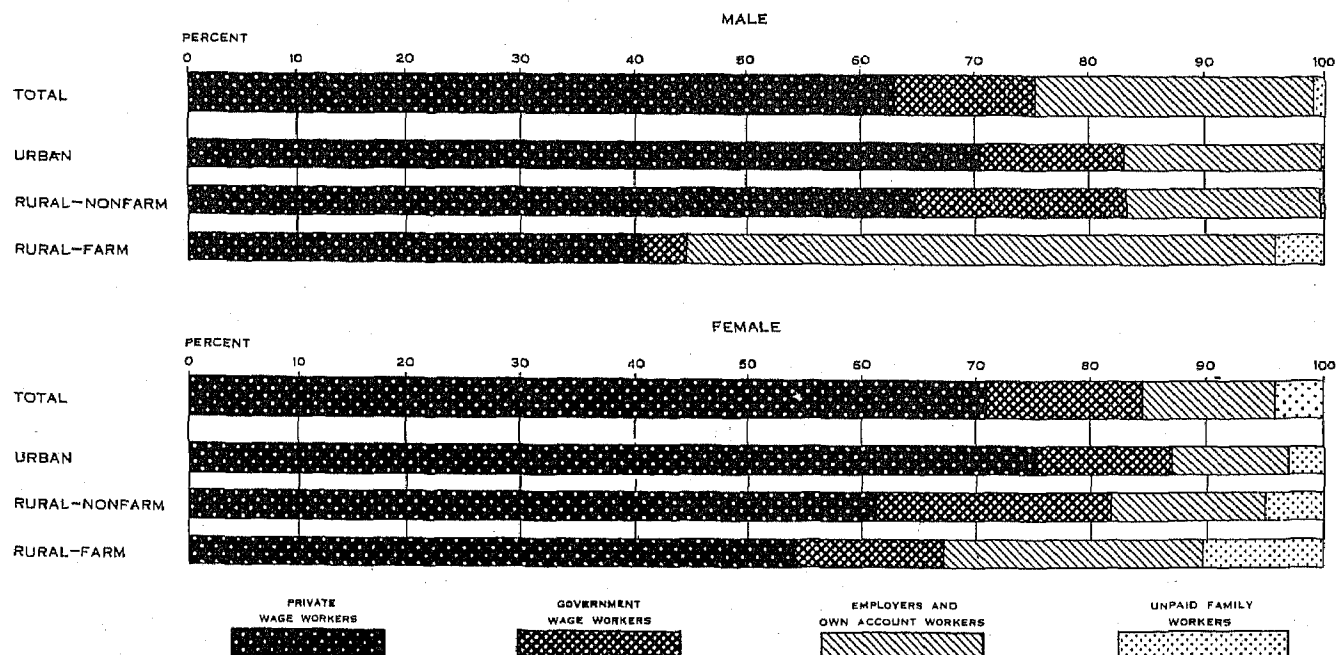 MALE
PERCENT
0 10 20 30 40 50 60 70 80 90 100
TOTAL
URBAN
RURAL-NONFARM
RURAL-FARM
FEMALE
PERCENT
0 10 20 30 40 50 60 70 80 90 100
TOTAL
URBAN
RURAL-NONFARM
RURAL-FARM
PRIVATE
WAGE WORKERS
GOVERNMENT
WAGE WORKERS
EMPLOYERS AND
OWN ACCOUNT WORKERS
UNPAID FAMILY
WORKERS